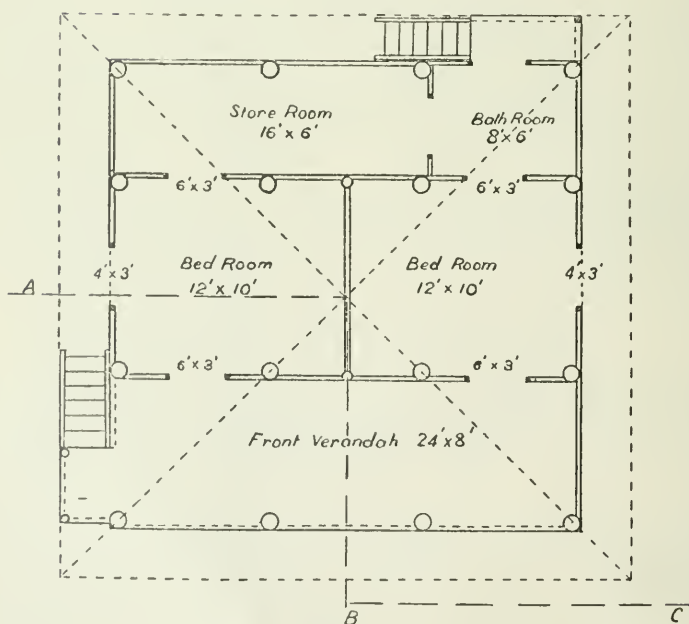 Store Room
16' x 6'
Bath Room
8' x 6'
6' x 3'
6' x 3'
4' x 3'
Bed Room
12' x 10'
Bed Room
12' x 10'
4' x 3'
A
6' x 3'
6' x 3'
Front Verandah 24' x 8'
B
C